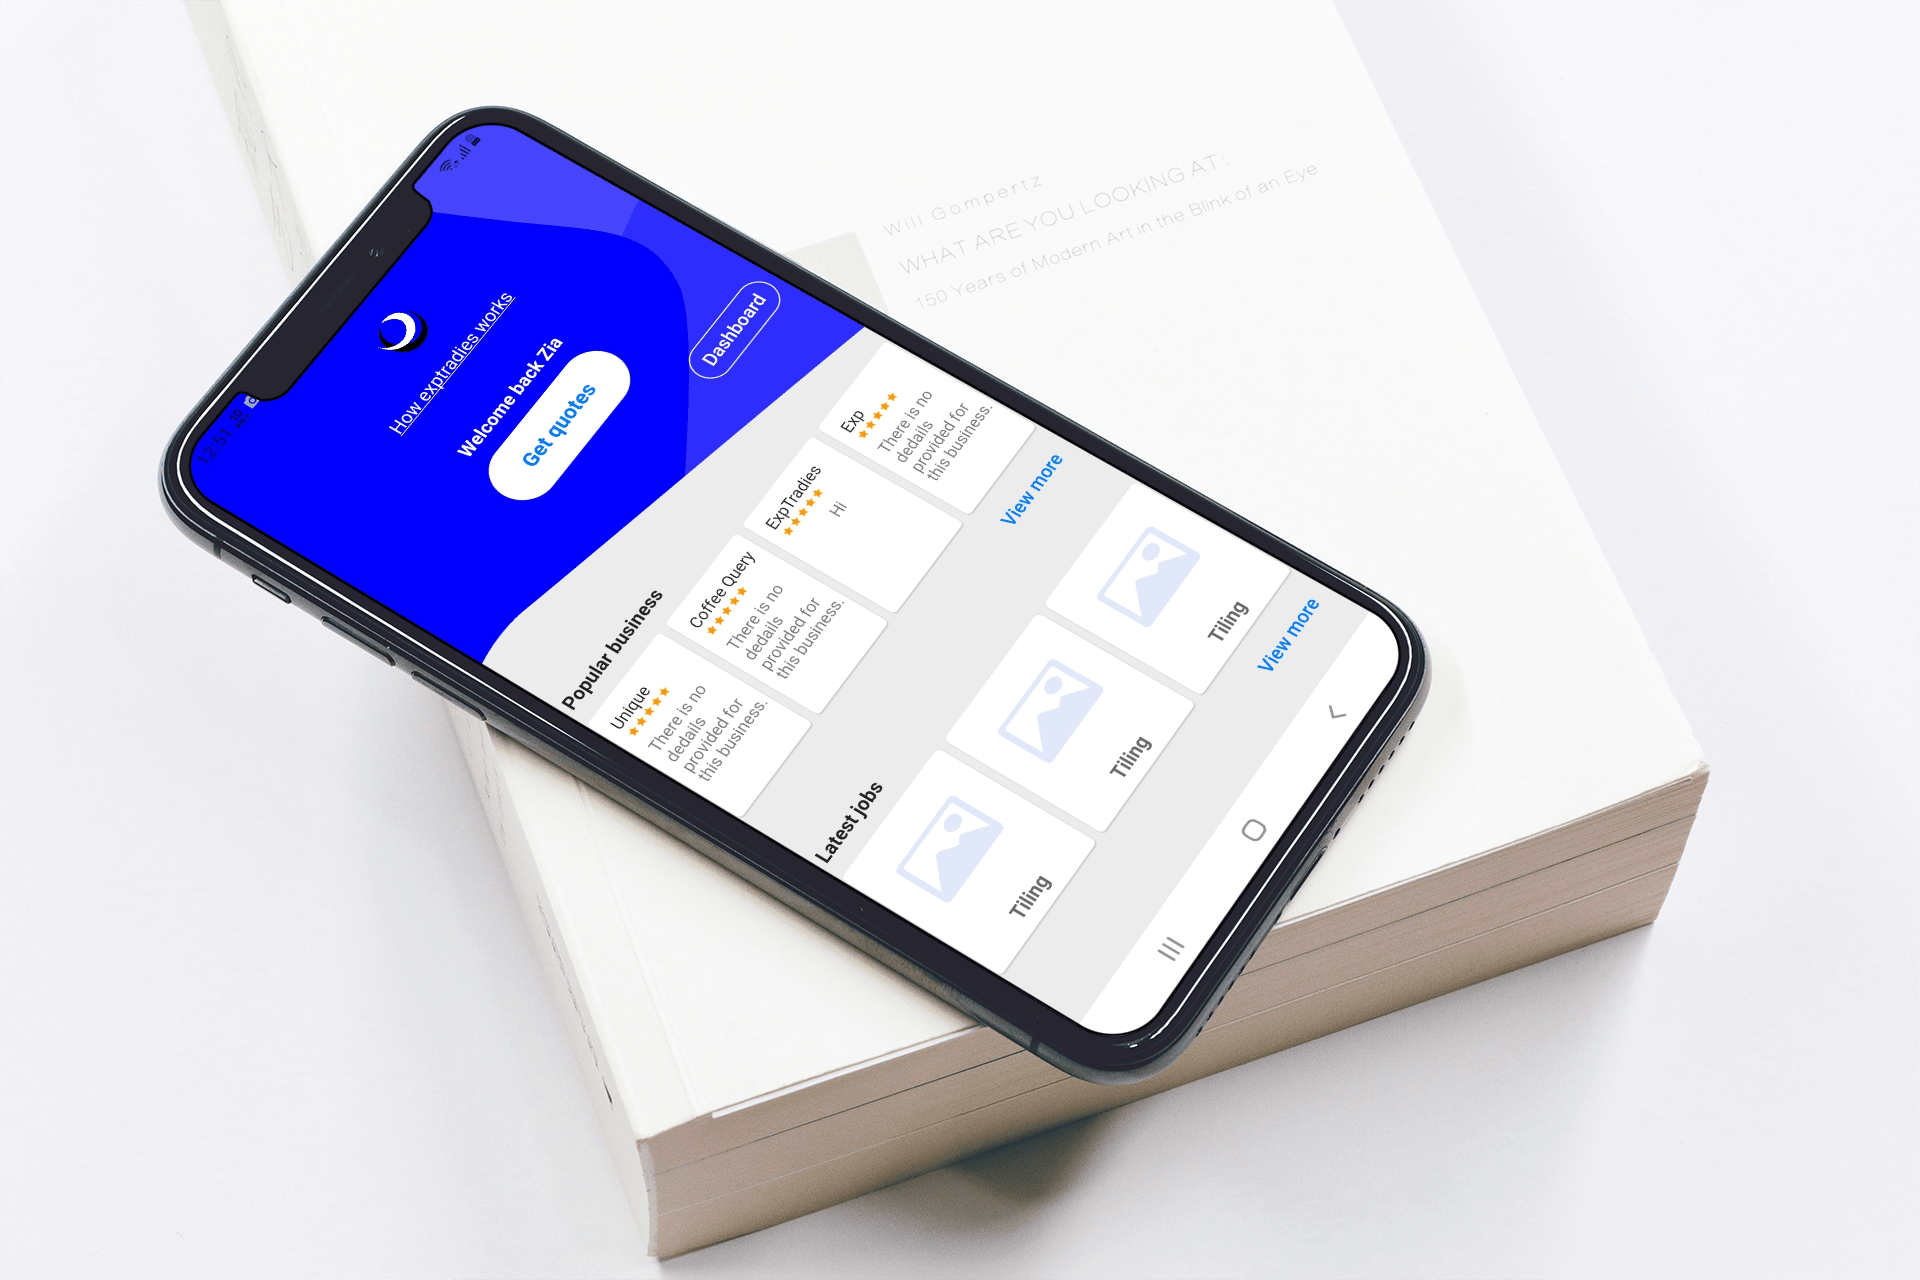 Will Gompertz
WHAT ARE YOU LOOKING AT:
150 Years of Modern Art in the Blink of an Eye
12:51
How exptradies works
Welcome back Zia
Get quotes
Dashboard
Popular business
Unique
There is no
dedails
provided for
this business.
Coffee Query
There is no
dedails
provided for
this business.
ExpTradies
Hi
Exp
There is no
dedails
provided for
this business.
View more
Latest jobs
Tiling
Tiling
Tiling
View more